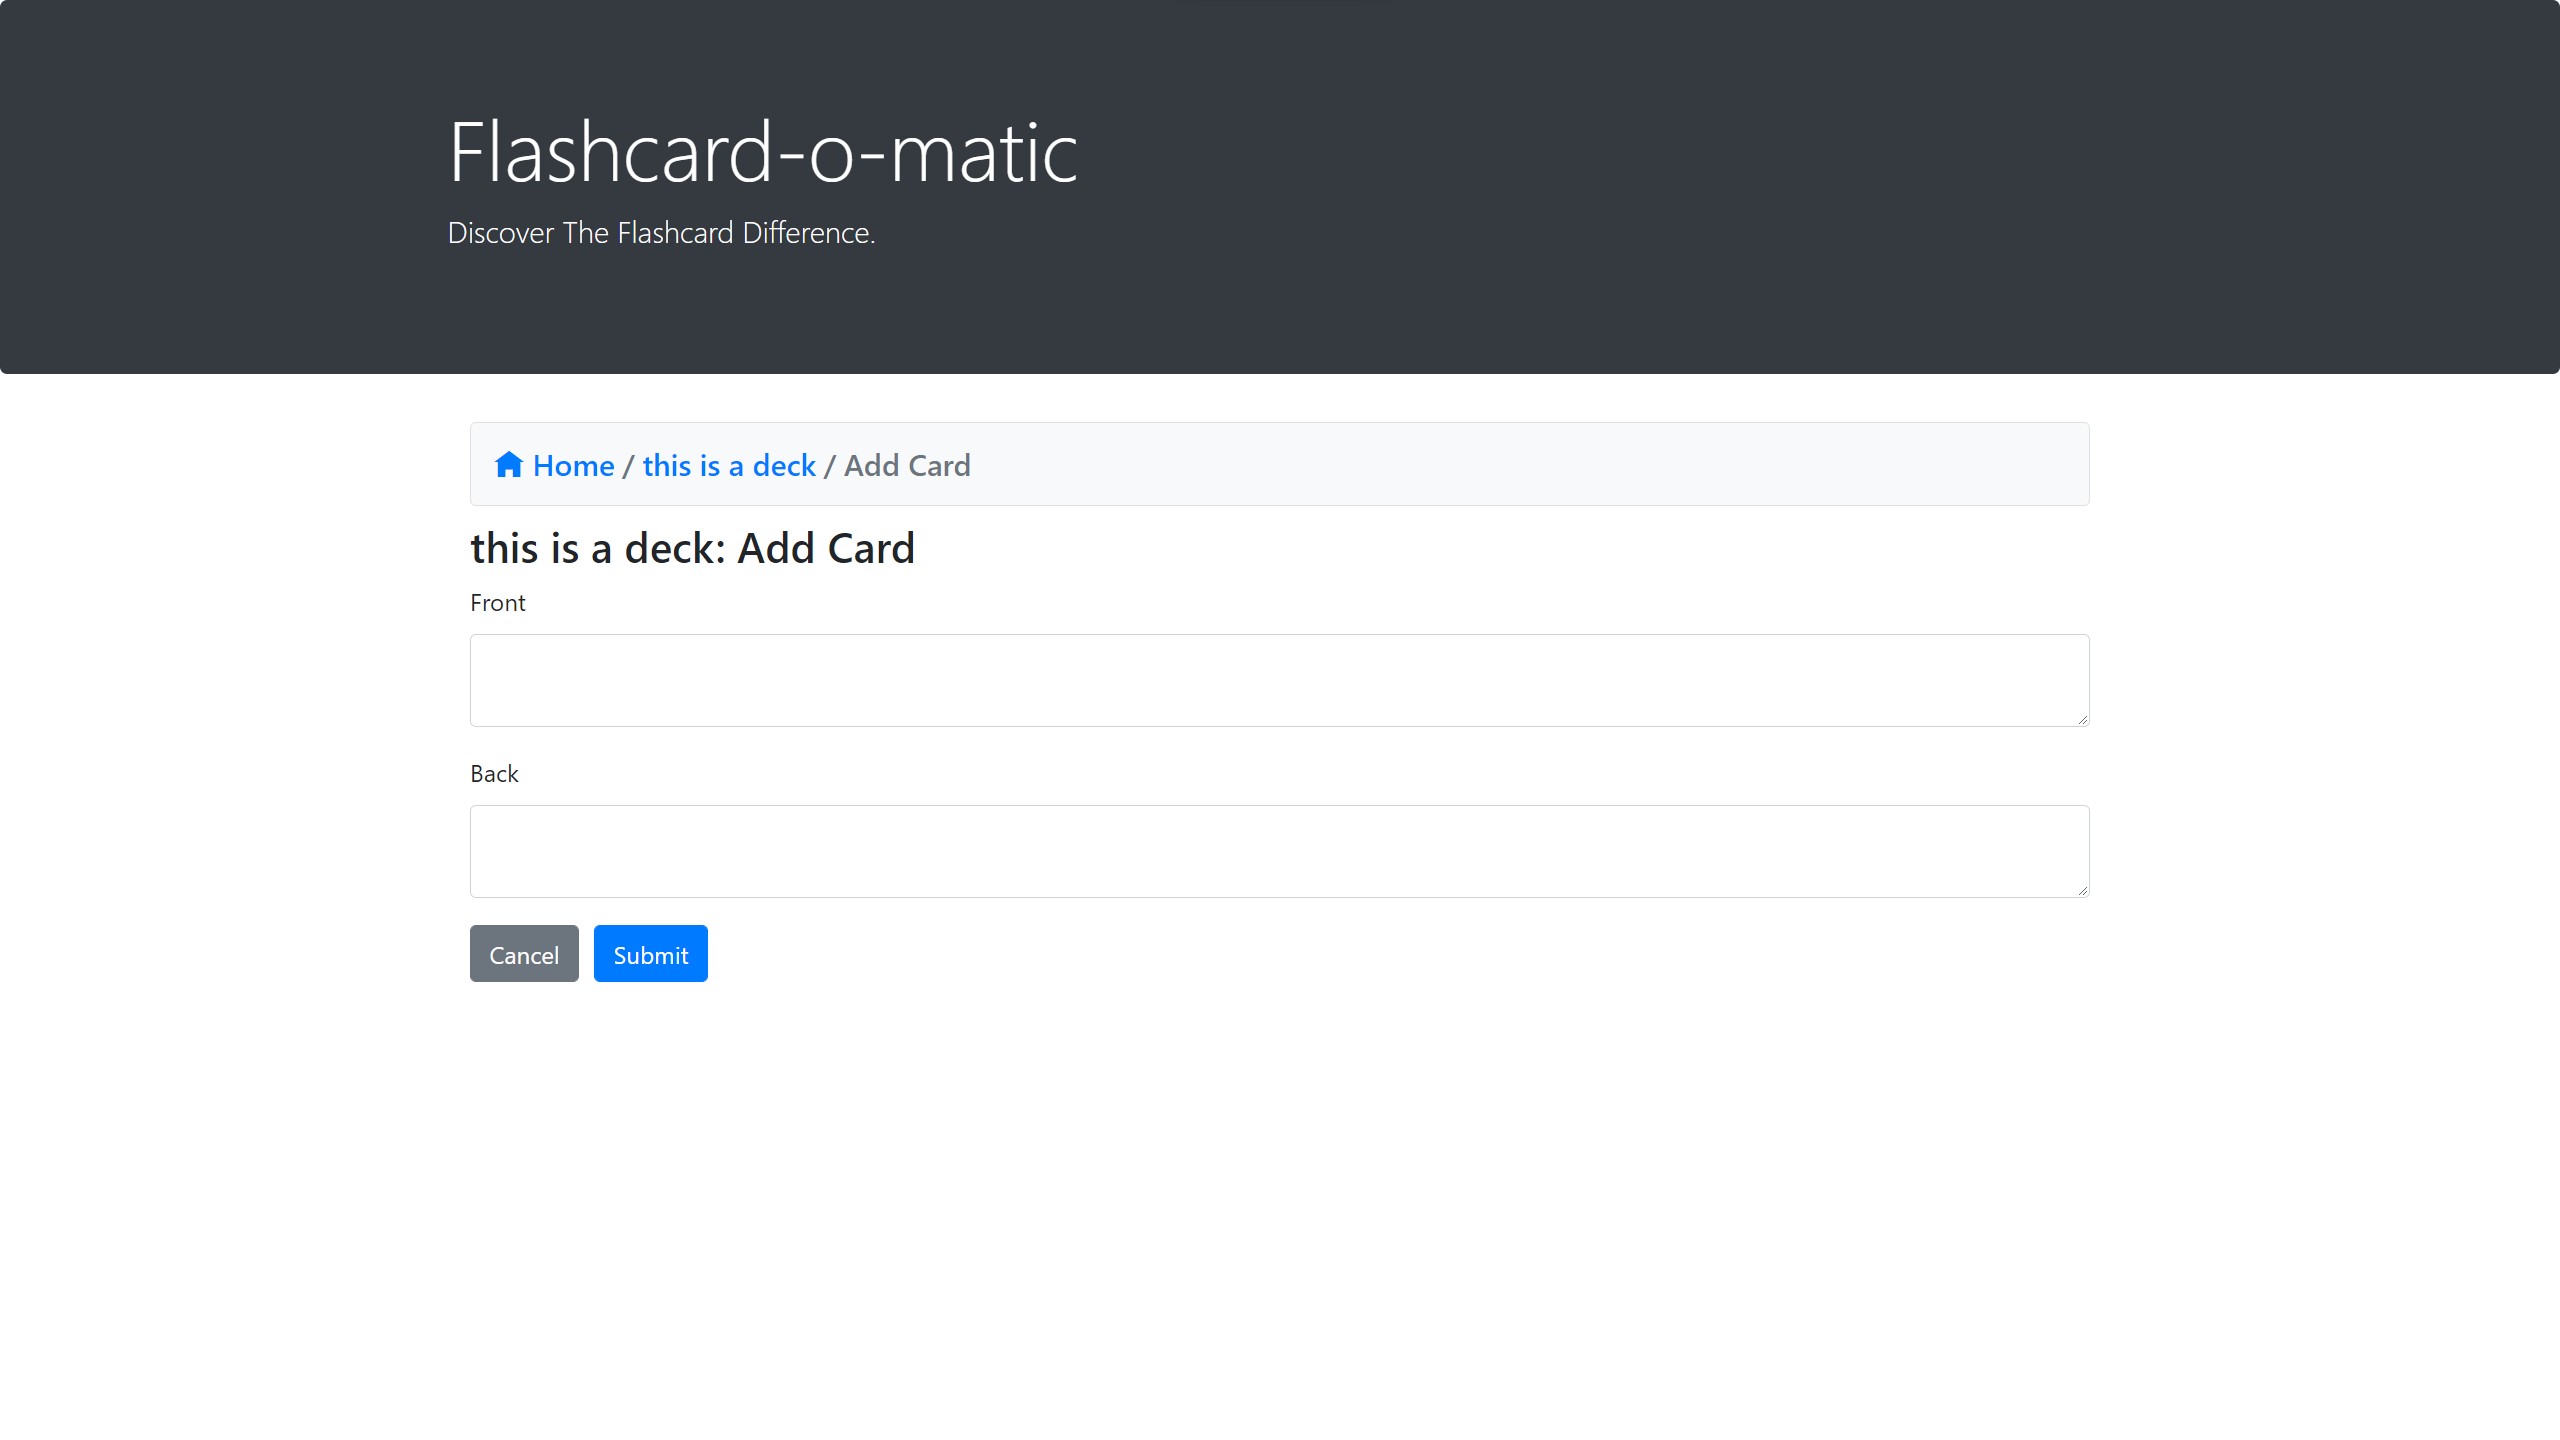 Flashcard-o-matic
Discover The Flashcard Difference.
Home / this is a deck / Add Card
this is a deck: Add Card
Front
Back
Cancel Submit